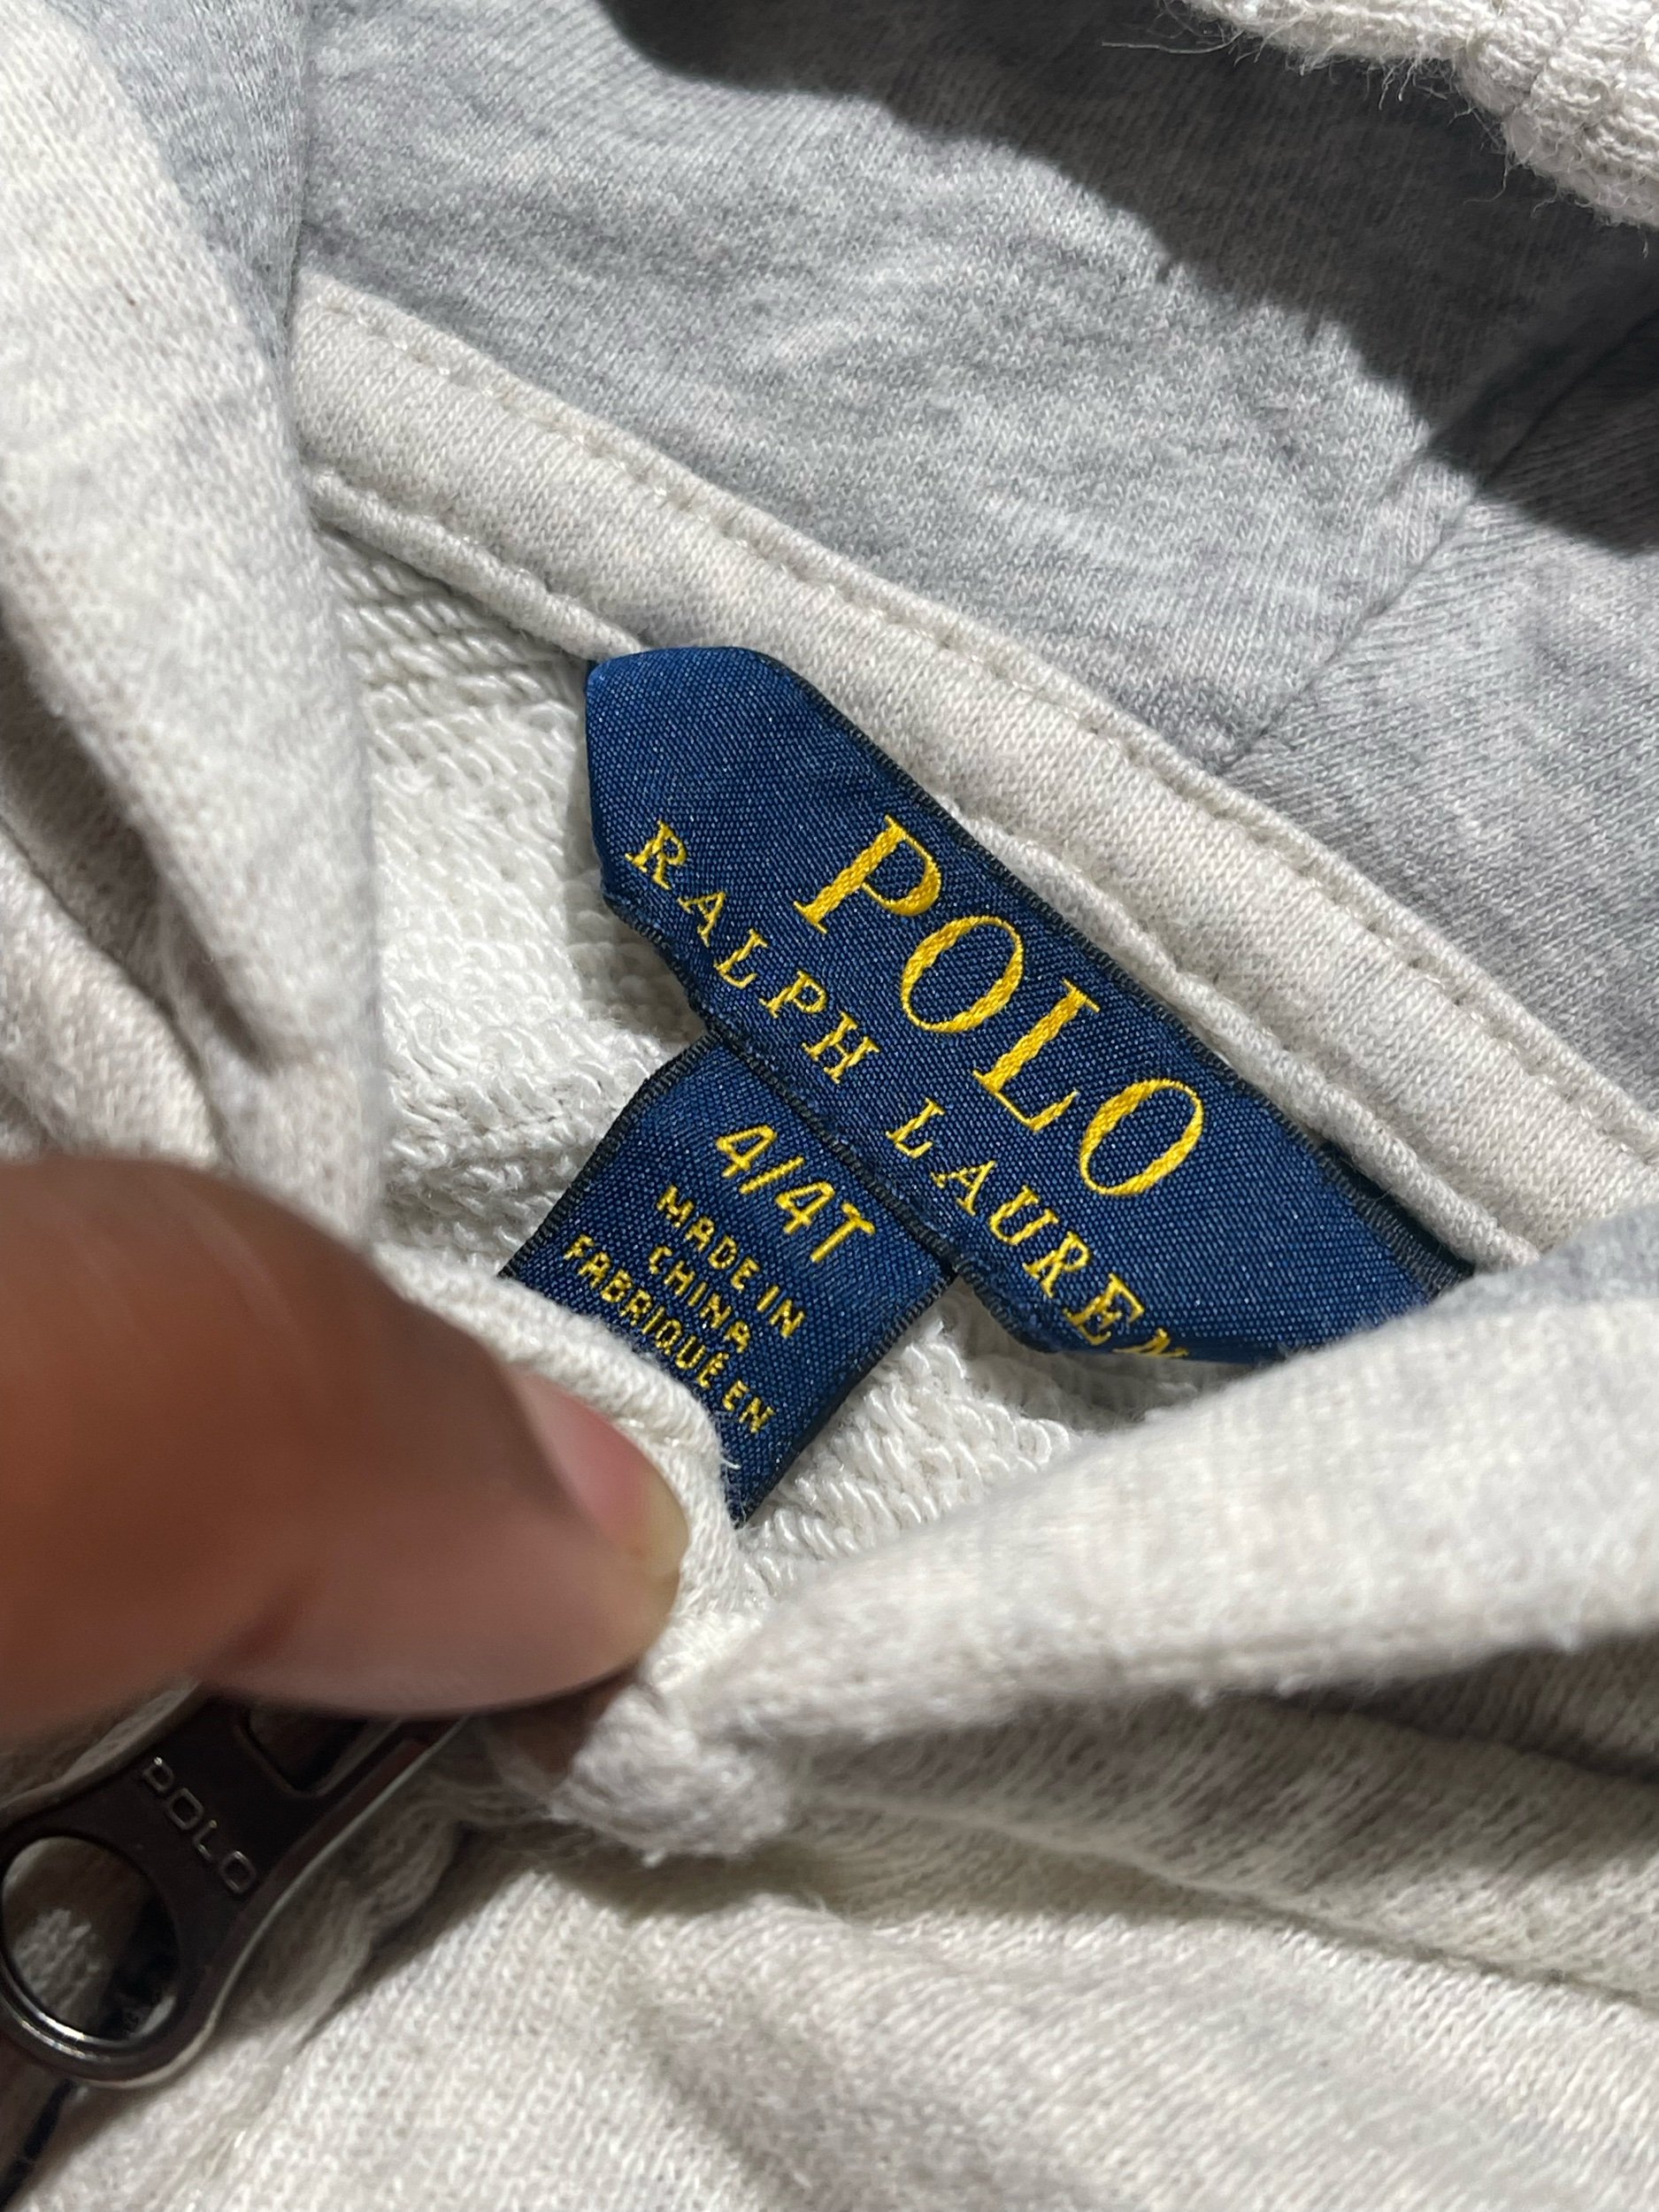 POLO
RALPH LAUREN
4/4T
MADE IN
CHINA
FABRIQUÉ EN
POLO